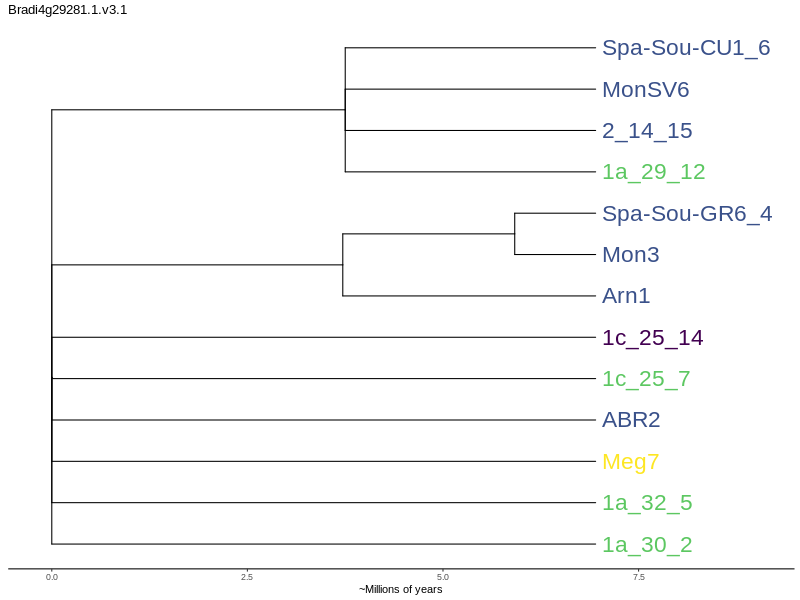 Bradi4g29281.1.v3.1
Spa-Sou-CU1_6
MonSV6
2_14_15
1a_29_12
Spa-Sou-GR6_4
Mon3
Arn1
1c_25_14
1c_25_7
ABR2
Meg7
1a_32_5
1a_30_2
0.0 2.5 5.0 7.5
~Millions of years